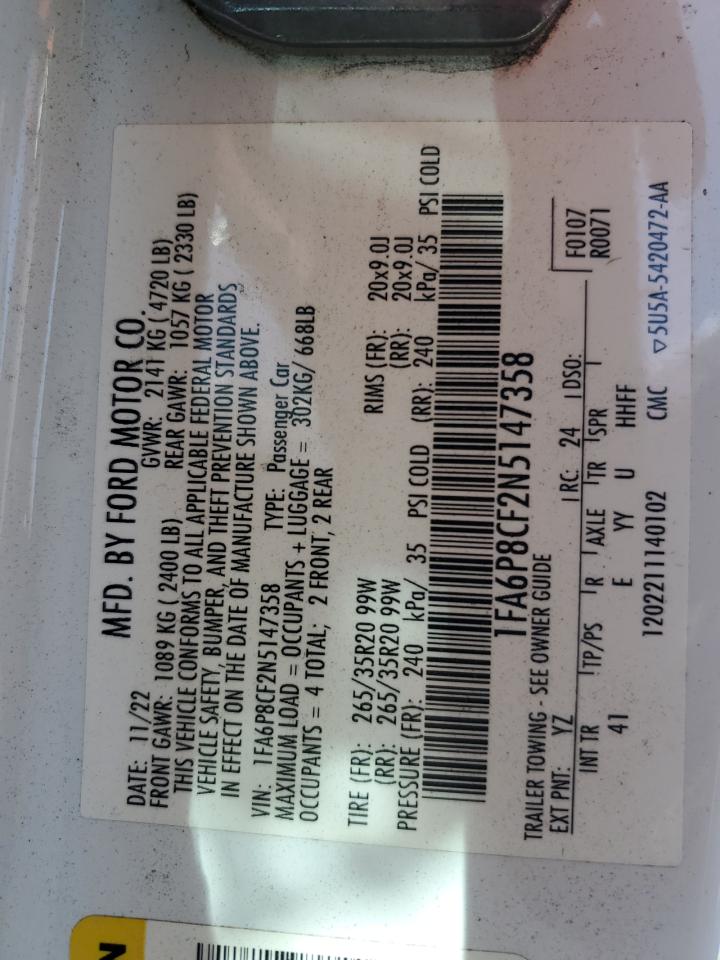 MFD. BY FORD MOTOR CO.
DATE: 11/22 GVWR: 2141 KG ( 4720 LB)
FRONT GAWR: 1089 KG ( 2400 LB) REAR GAWR: 1057 KG ( 2330 LB)
THIS VEHICLE CONFORMS TO ALL APPLICABLE FEDERAL MOTOR
VEHICLE SAFETY, BUMPER, AND THEFT PREVENTION STANDARDS
IN EFFECT ON THE DATE OF MANUFACTURE SHOWN ABOVE.
VIN: 1FA6P8CF2N5147358 TYPE: Passenger Car
MAXIMUM LOAD = OCCUPANTS + LUGGAGE = 302KG/ 668LB
OCCUPANTS = 4 TOTAL; 2 FRONT, 2 REAR
TIRE (FR): 265/35R20 99W RIMS (FR): 20x9.0J
(RR): 265/35R20 99W (RR): 20x9.0J
PRESSURE (FR): 240 kPa/ 35 PSI COLD (RR): 240 kPa/ 35 PSI COLD
1FA6P8CF2N5147358
TRAILER TOWING - SEE OWNER GUIDE
F0107
EXT PNT: YZ RC: 24 DSO: R0071
INT TR TP/PS R AXLE TR SPR
41 E YY U HHFF
12022111140102 CMC ▽5U5A-5420472-AA
N